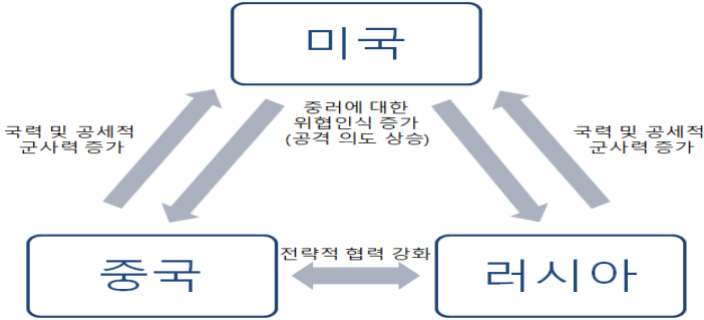 미국
중러에 대한
위협인식 증가
(공격 의도 상승)
국력 및 공세적
군사력 증가
국력 및 공세적
군사력 증가
전략적 협력 강화
중국
러시아